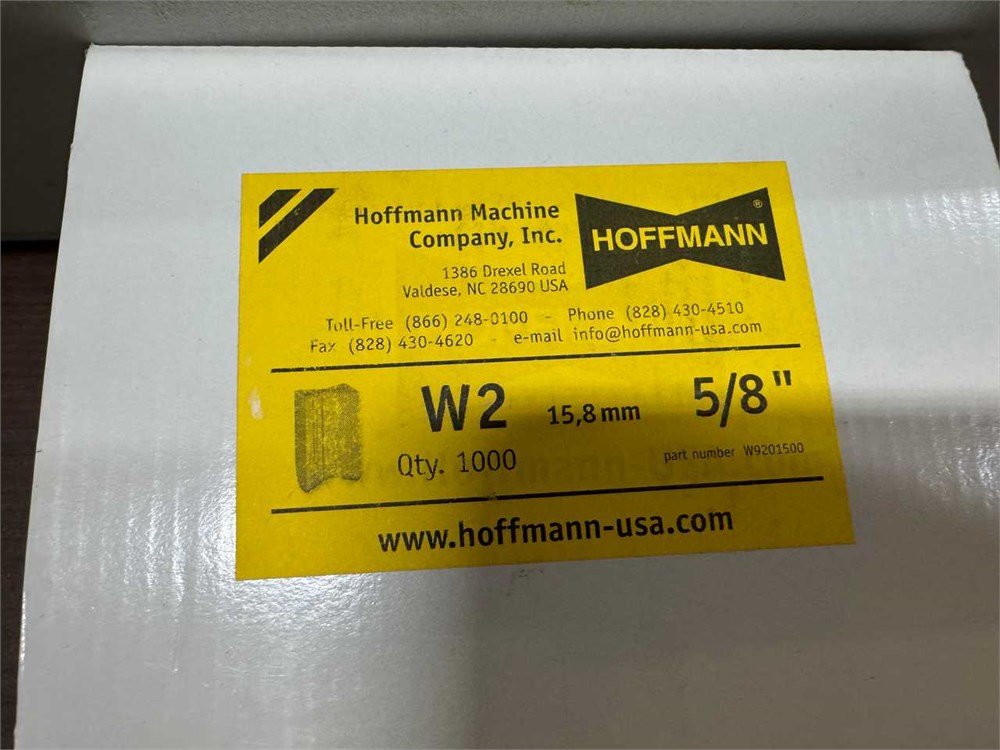 Hoffmann Machine
Company, Inc.
HOFFMANN ®
1386 Drexel Road
Valdese, NC 28690 USA
Toll-Free (866) 248-0100 - Phone (828) 430-4510
Fax (828) 430-4620 - e-mail info@hoffmann-usa.com
W2 15,8 mm 5/8"
Qty. 1000 part number W9201500
www.hoffmann-usa.com